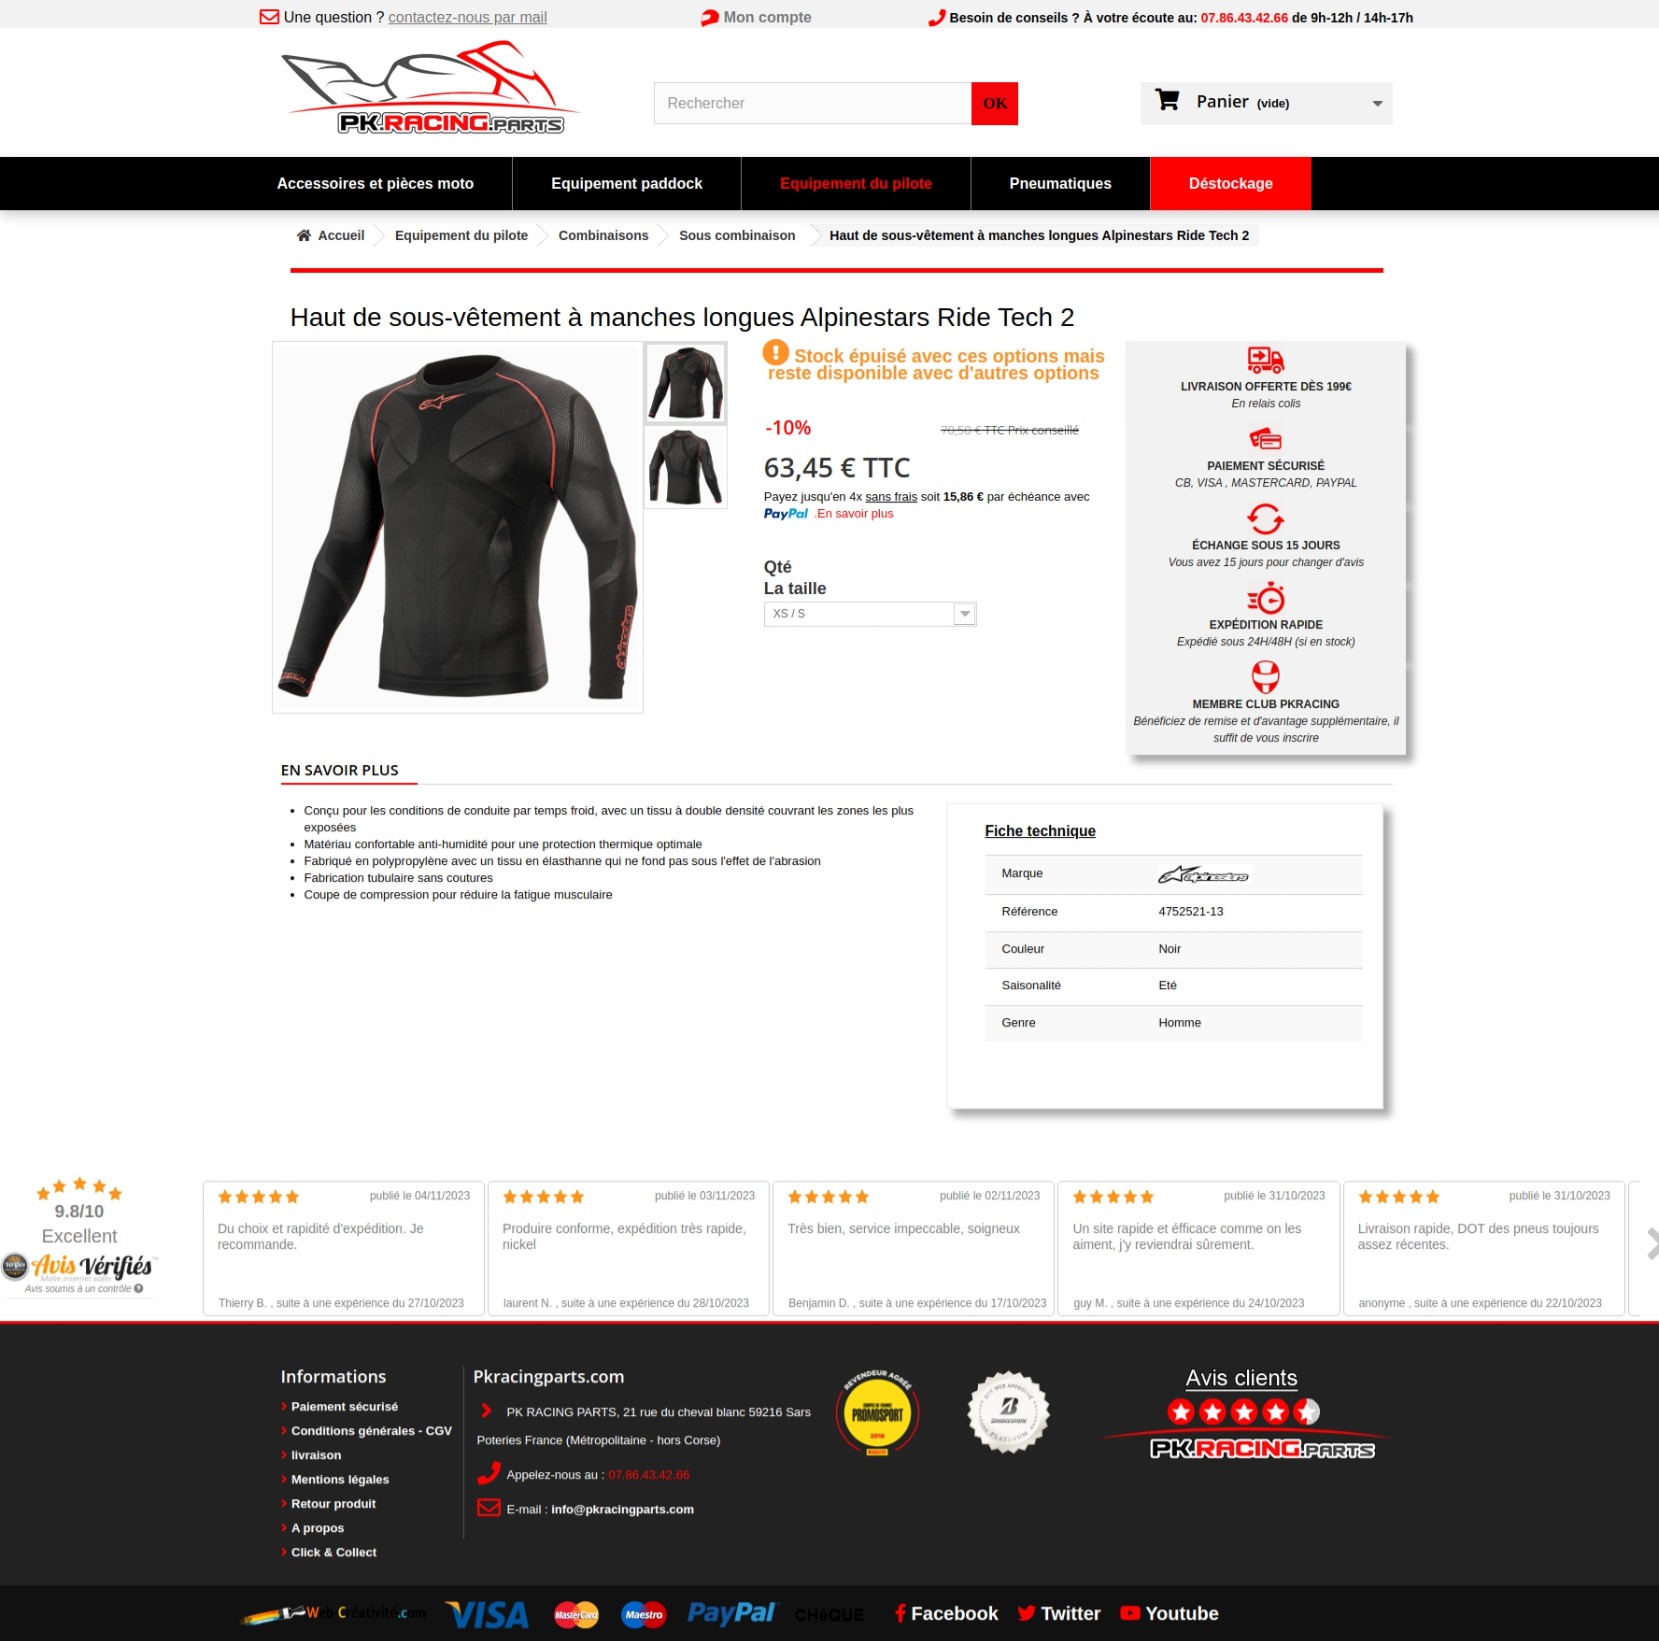 Une question ? contactez-nous par mail
Mon compte
Besoin de conseils ? À votre écoute au: 07.86.43.42.66 de 9h-12h / 14h-17h
PK.RACING.PARTS
Rechercher
OK
Panier (vide)
Accessoires et pièces moto
Equipement paddock
Equipement du pilote
Pneumatiques
Déstockage
Accueil
Equipement du pilote
Combinaisons
Sous combinaison
Haut de sous-vêtement à manches longues Alpinestars Ride Tech 2
Haut de sous-vêtement à manches longues Alpinestars Ride Tech 2
alpinestars
Stock épuisé avec ces options mais
reste disponible avec d'autres options
-10%
70,50 € TTC Prix conseillé
63,45 € TTC
Payez jusqu'en 4x sans frais soit 15,86 € par échéance avec
PayPal .En savoir plus
Qté
La taille
XS / S
LIVRAISON OFFERTE DÈS 199€
En relais colis
PAIEMENT SÉCURISÉ
CB, VISA , MASTERCARD, PAYPAL
ÉCHANGE SOUS 15 JOURS
Vous avez 15 jours pour changer d'avis
EXPÉDITION RAPIDE
Expédié sous 24H/48H (si en stock)
MEMBRE CLUB PKRACING
Bénéficiez de remise et d'avantage supplémentaire, il
suffit de vous inscrire
EN SAVOIR PLUS
Conçu pour les conditions de conduite par temps froid, avec un tissu à double densité couvrant les zones les plus
exposées
Matériau confortable anti-humidité pour une protection thermique optimale
Fabriqué en polypropylène avec un tissu en élasthanne qui ne fond pas sous l'effet de l'abrasion
Fabrication tubulaire sans coutures
Coupe de compression pour réduire la fatigue musculaire
Fiche technique
Marque alpinestars
Référence 4752521-13
Couleur Noir
Saisonalité Eté
Genre Homme
9.8/10
Excellent
Avis Vérifiés
Make internet safer
Avis soumis à un contrôle
publié le 04/11/2023
Du choix et rapidité d'expédition. Je
recommande.
Thierry B. , suite à une expérience du 27/10/2023
publié le 03/11/2023
Produire conforme, expédition très rapide,
nickel
laurent N. , suite à une expérience du 28/10/2023
publié le 02/11/2023
Très bien, service impeccable, soigneux
Benjamin D. , suite à une expérience du 17/10/2023
publié le 31/10/2023
Un site rapide et éfficace comme on les
aiment, j'y reviendrai sûrement.
guy M. , suite à une expérience du 24/10/2023
publié le 31/10/2023
Livraison rapide, DOT des pneus toujours
assez récentes.
anonyme , suite à une expérience du 22/10/2023
Informations
Paiement sécurisé
Conditions générales - CGV
livraison
Mentions légales
Retour produit
A propos
Click & Collect
Pkracingparts.com
PK RACING PARTS, 21 rue du cheval blanc 59216 Sars
Poteries France (Métropolitaine - hors Corse)
Appelez-nous au : 07.86.43.42.66
E-mail : info@pkracingparts.com
REVENDEUR AGRÉÉ
COUPES DE FRANCE
PROMOSPORT
SITE WEB APPROUVÉ
BRIDGESTONE
PLATINUM
Avis clients
PK.RACING.PARTS
Web-Créativité.com
VISA
MasterCard
Maestro
PayPal
CHèQUE
Facebook
Twitter
Youtube